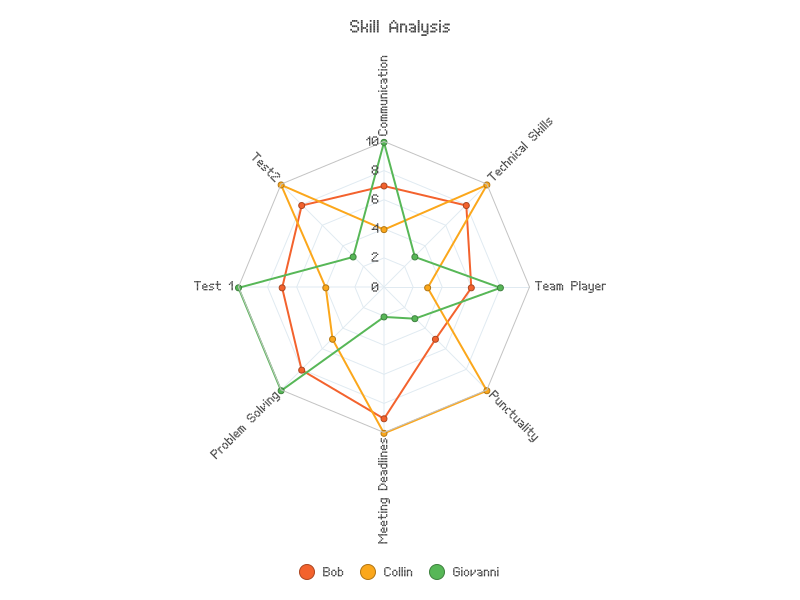 Skill Analysis
Communication
Technical Skills
Team Player
Punctuality
Meeting Deadlines
Problem Solving
Test 1
Test2
10
8
6
4
2
0
Bob
Collin
Giovanni